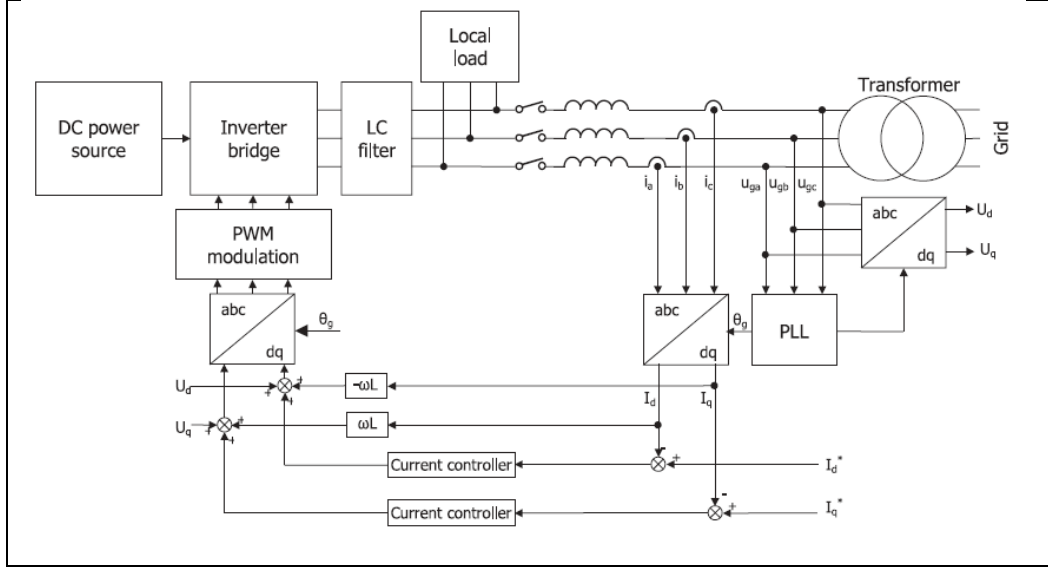 Local
load
Transformer
DC power
source
Inverter
bridge
LC
filter
Grid
i_a i_b i_c u_ga u_gb u_gc
abc
dq
U_d
U_q
PWM
modulation
abc
dq
θ_g
abc
dq
θ_g
PLL
U_d
-ωL
I_d I_q
U_q
ωL
Current controller
I_d*
Current controller
I_q*